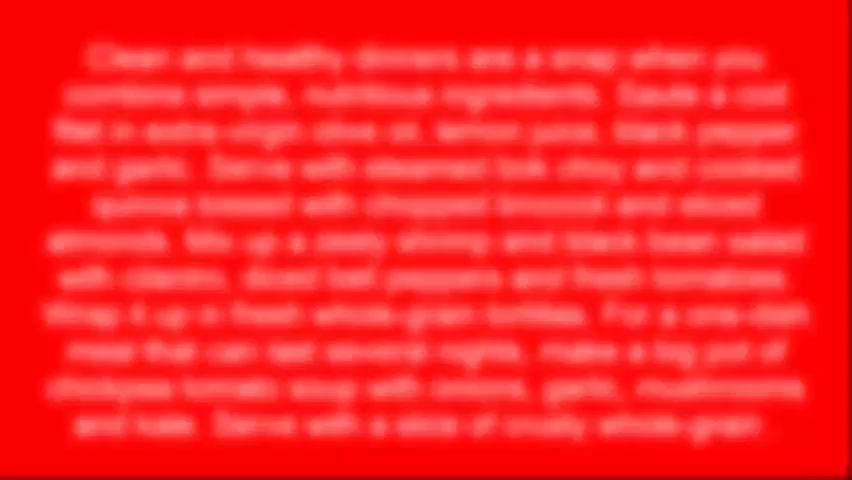 Clean and healthy dinners are a snap when you
combine simple, nutritious ingredients. Saute a cod
filet in extra-virgin olive oil, lemon juice, black pepper
and garlic. Serve with steamed bok choy and cooked
quinoa tossed with chopped broccoli and sliced
almonds. Mix up a zesty shrimp and black bean salad
with cilantro, diced bell peppers and fresh tomatoes.
Wrap it up in fresh whole-grain tortillas. For a one-dish
meal that can last several nights, make a big pot of
chickpea tomato soup with onions, garlic, mushrooms
and kale. Serve with a slice of crusty whole-grain